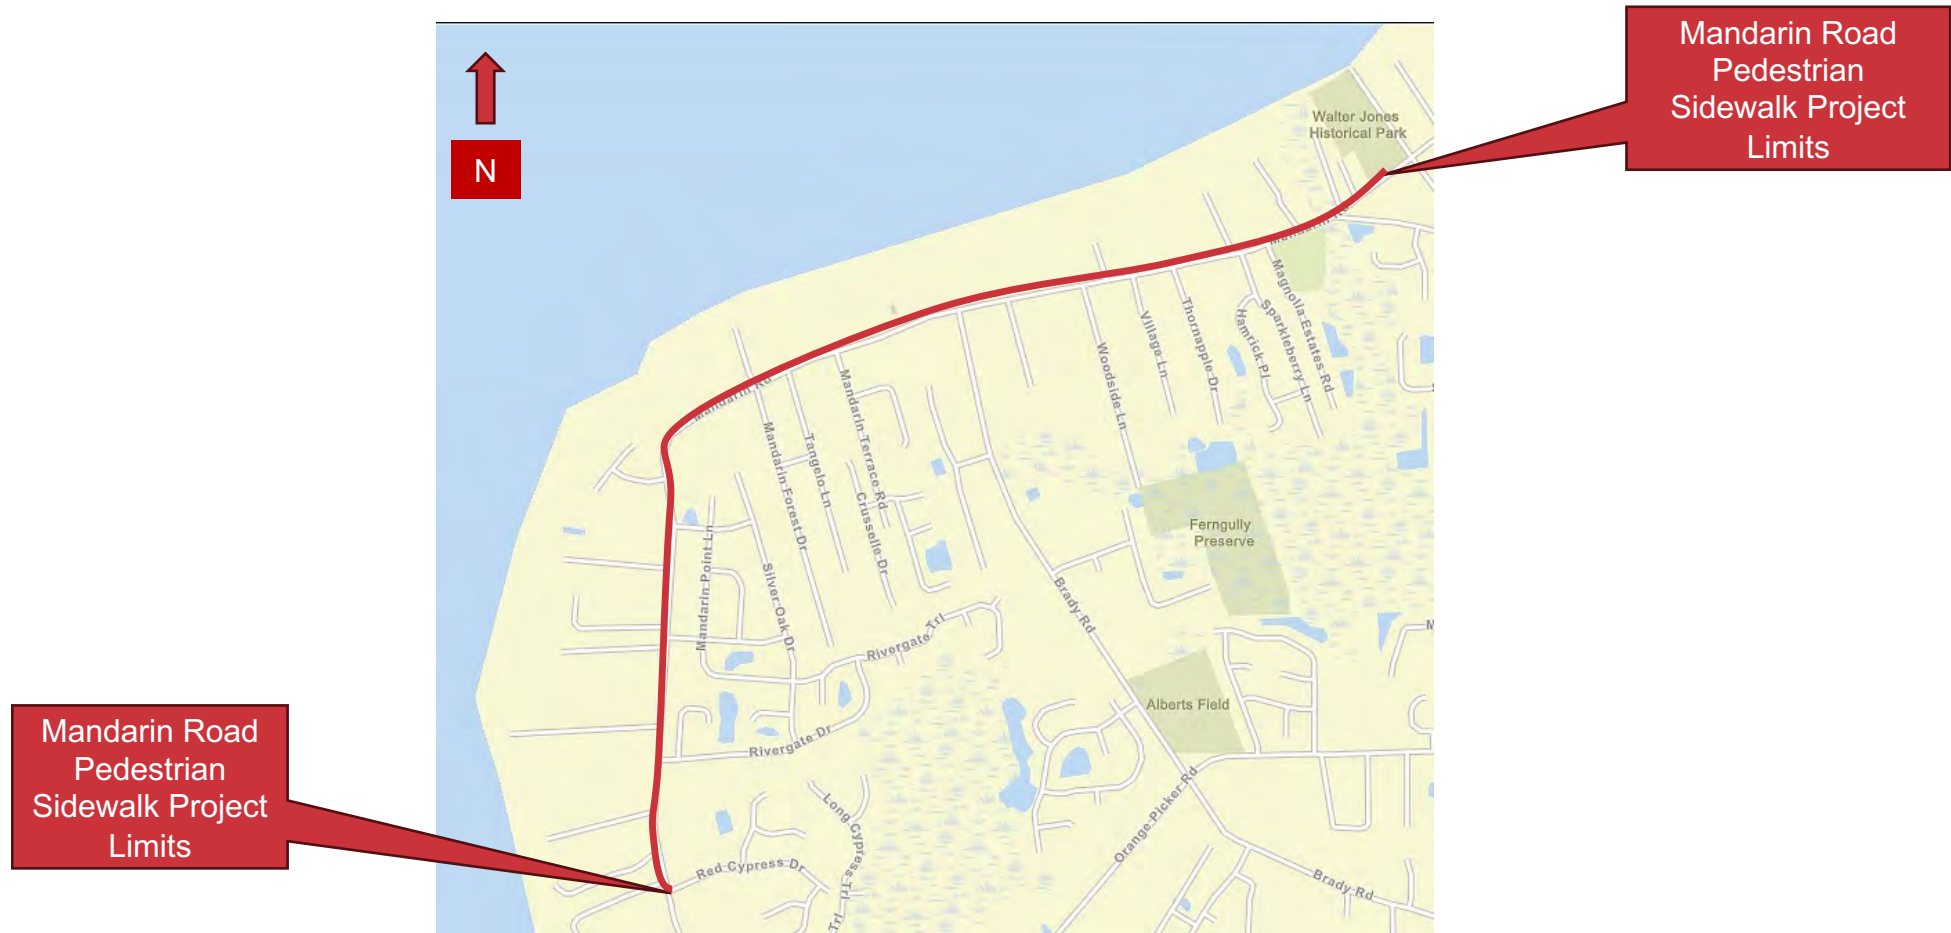 Mandarin Road
Pedestrian
Sidewalk Project
Limits
N
Walter Jones
Historical Park
Mandarin Rd
Magnolia Estates Rd
Sparkleberry Ln
Hamrick Pl
Thornapple Dr
Village Ln
Woodside Ln
Mandarin Rd
Mandarin Terrace Rd
Mandarin Forest Dr
Tangelo Ln
Crusselle Dr
Ferngully
Preserve
Mandarin Point Ln
Silver Oak Dr
Brady Rd
Rivergate Trl
M
Alberts Field
Rivergate Dr
Mandarin Road
Pedestrian
Sidewalk Project
Limits
Long Cypress Trl
Orange Picker Rd
Red Cypress Dr
Brady Rd
Trl